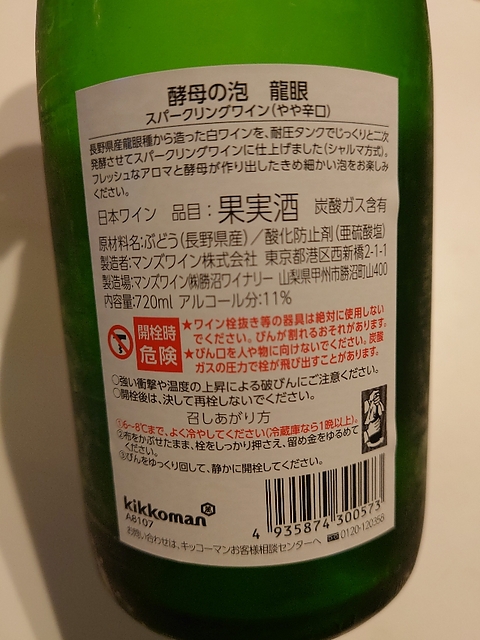 酵母の泡 龍眼
スパークリングワイン(やや辛口)
長野県産龍眼種から造った白ワインを、耐圧タンクでじっくりと二次
発酵させてスパークリングワインに仕上げました(シャルマ方式)。
フレッシュなアロマと酵母が作り出したきめ細かい泡をお楽しみ
ください。
日本ワイン 品目:果実酒 炭酸ガス含有
原材料名:ぶどう(長野県産)/酸化防止剤(亜硫酸塩)
製造者:マンズワイン株式会社 東京都港区西新橋2-1-1
製造場:マンズワイン㈱勝沼ワイナリー 山梨県甲州市勝沼町山400
内容量:720ml アルコール分:11%
開栓時
危険
★ワイン栓抜き等の器具は絶対に使用しない
でください。びんが割れるおそれがあります。
★びん口を人や物に向けないでください。炭酸
ガスの圧力で栓が飛び出すことがあります。
○強い衝撃や温度の上昇による破びんにご注意ください。
○開栓後は、決して再栓しないでください。
召しあがり方
①6~8℃まで、よく冷やしてください(冷蔵庫なら1晩以上)。
②布をかぶせたまま、栓をしっかり押さえ、留め金をゆるめて
ください。
③びんをゆっくり回して、静かに開栓してください。
kikkoman
A8107
4 935874 300573
お問い合わせは、キッコーマンお客様相談センターへ 0120-120358